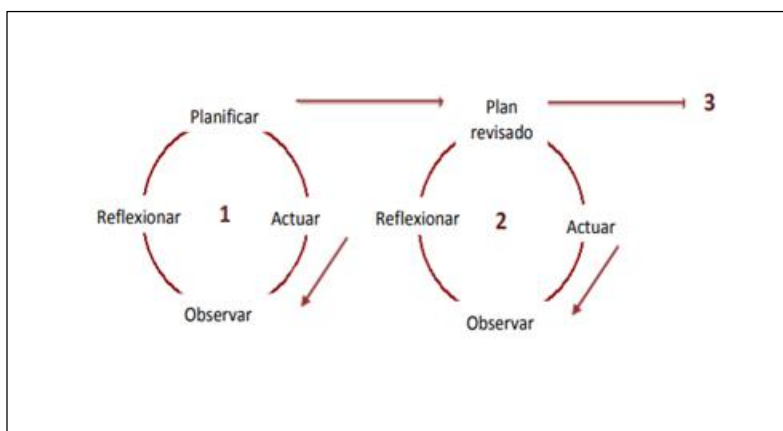 Planificar
Reflexionar
1
Actuar
Observar
Plan
revisado
Reflexionar
2
Actuar
Observar
3